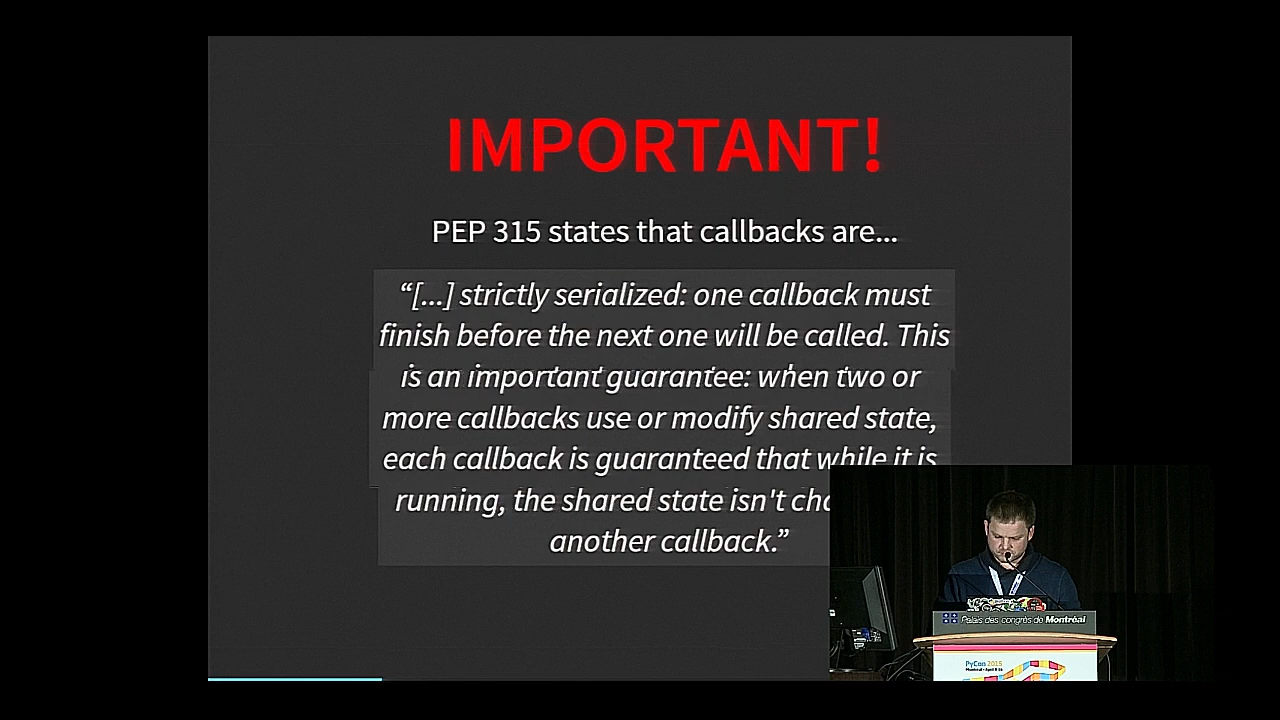 IMPORTANT!
PEP 315 states that callbacks are...
“[...] strictly serialized: one callback must
finish before the next one will be called. This
is an important guarantee: when two or
more callbacks use or modify shared state,
each callback is guaranteed that while it is
running, the shared state isn't
another callback.”
Palais des congrès de Montréal
PyCon 2015